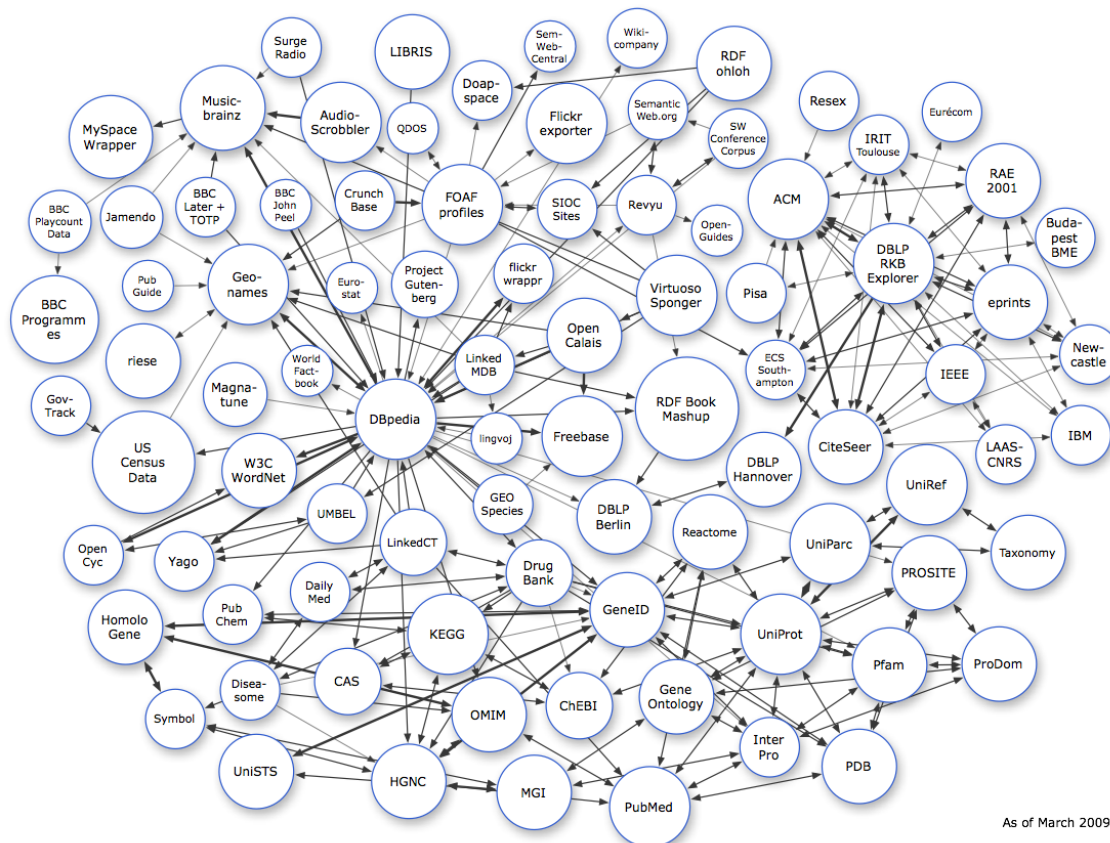 Surge
Radio
LIBRIS
Sem-
Web-
Central
Wiki-
company
RDF
ohloh
Doap-
space
Music-
brainz
Audio-
Scrobbler
MySpace
Wrapper
QDOS
Flickr
exporter
Semantic
Web.org
SW
Conference
Corpus
Resex
Eurécom
IRIT
Toulouse
RAE
2001
ACM
BBC
Playcount
Data
Jamendo
BBC
Later +
TOTP
BBC
John
Peel
Crunch
Base
FOAF
profiles
SIOC
Sites
Revyu
Open-
Guides
DBLP
RKB
Explorer
Buda-
pest
BME
Pub
Guide
Geo-
names
Euro-
stat
Project
Guten-
berg
flickr
wrappr
Virtuoso
Sponger
Pisa
eprints
BBC
Programm
es
riese
World
Fact-
book
Linked
MDB
Open
Calais
ECS
South-
ampton
IEEE
New-
castle
Gov-
Track
Magna-
tune
DBpedia
RDF Book
Mashup
US
Census
Data
W3C
WordNet
lingvoj
Freebase
CiteSeer
LAAS-
CNRS
IBM
DBLP
Hannover
UniRef
UMBEL
GEO
Species
DBLP
Berlin
Reactome
UniParc
Taxonomy
Open
Cyc
Yago
LinkedCT
Drug
Bank
PROSITE
Daily
Med
Pub
Chem
Homolo
Gene
KEGG
GeneID
UniProt
Pfam
ProDom
CAS
Disea-
some
Symbol
OMIM
ChEBI
Gene
Ontology
Inter
Pro
UniSTS
HGNC
MGI
PubMed
PDB
As of March 2009